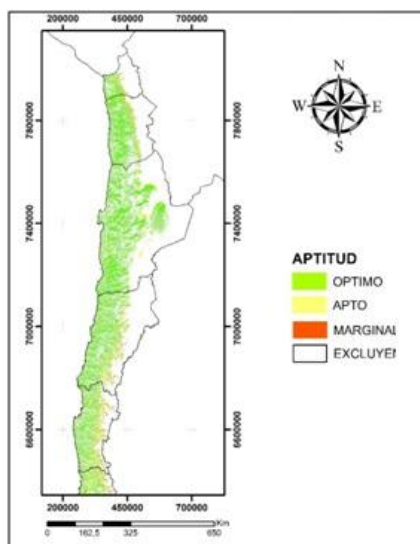 200000 450000 700000
7800000 7800000
7400000 7400000
7000000 7000000
6600000 6600000
200000 450000 700000
N
W E
S
APTITUD
OPTIMO
APTO
MARGINAL
EXCLUYEN
Km
0 162,5 325 650